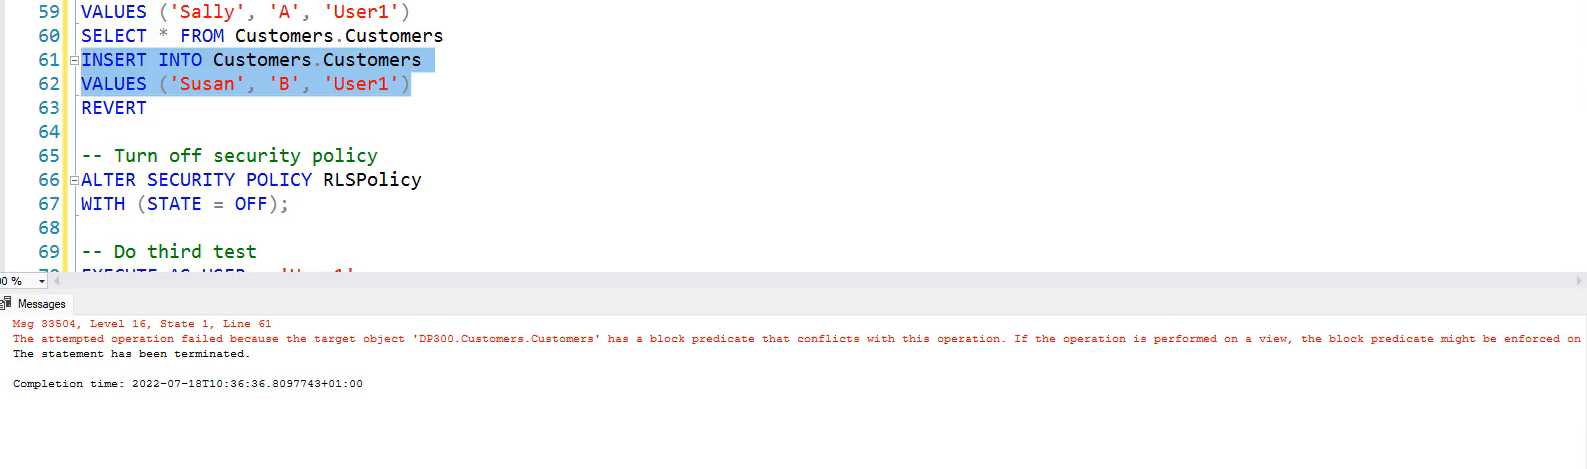 59 VALUES ('Sally', 'A', 'User1')
60 SELECT * FROM Customers.Customers
61 INSERT INTO Customers.Customers
62 VALUES ('Susan', 'B', 'User1')
63 REVERT
64
65 -- Turn off security policy
66 ALTER SECURITY POLICY RLSPolicy
67 WITH (STATE = OFF);
68
69 -- Do third test
0 %
Messages
Msg 33504, Level 16, State 1, Line 61
The attempted operation failed because the target object 'DP300.Customers.Customers' has a block predicate that conflicts with this operation. If the operation is performed on a view, the block predicate might be enforced on
The statement has been terminated.
Completion time: 2022-07-18T10:36:36.8097743+01:00